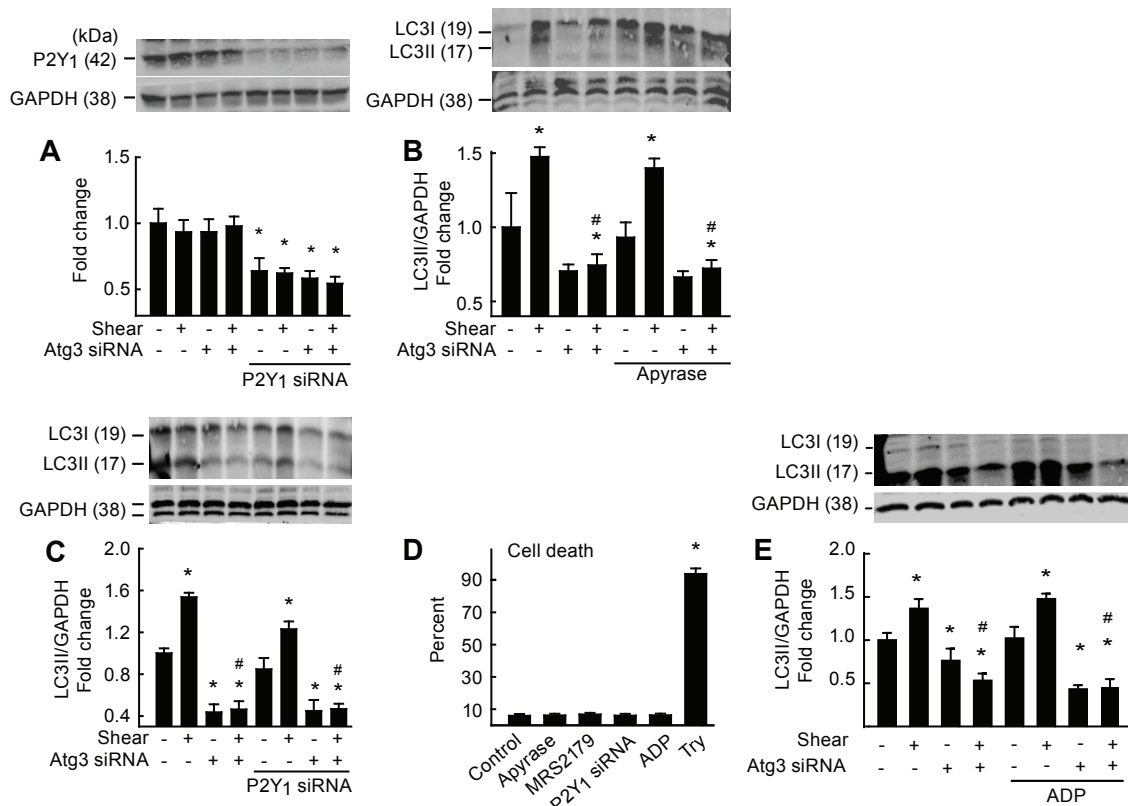 (kDa)
P2Y1 (42)
GAPDH (38)
LC3I (19)
LC3II (17)
GAPDH (38)
A
Fold change
1.5
1.0
0.5
* * * *
Shear - + - + - + - +
Atg3 siRNA - - + + - - + +
P2Y1 siRNA
B
LC3II/GAPDH
Fold change
1.5
1.0
0.5
* # * * # *
Shear - + - + - + - +
Atg3 siRNA - - + + - - + +
Apyrase
LC3I (19)
LC3II (17)
GAPDH (38)
C
LC3II/GAPDH
Fold change
2.0
1.6
1.2
0.8
0.4
* * # * * * # *
Shear - + - + - + - +
Atg3 siRNA - - + + - - + +
P2Y1 siRNA
D
Cell death
Percent
90
70
50
30
10
*
Control
Apyrase
MRS2179
P2Y1 siRNA
ADP
Try
LC3I (19)
LC3II (17)
GAPDH (38)
E
LC3II/GAPDH
Fold change
2.0
1.5
1.0
0.5
0.0
* * # * * * # *
Shear - + - + - + - +
Atg3 siRNA - - + + - - + +
ADP